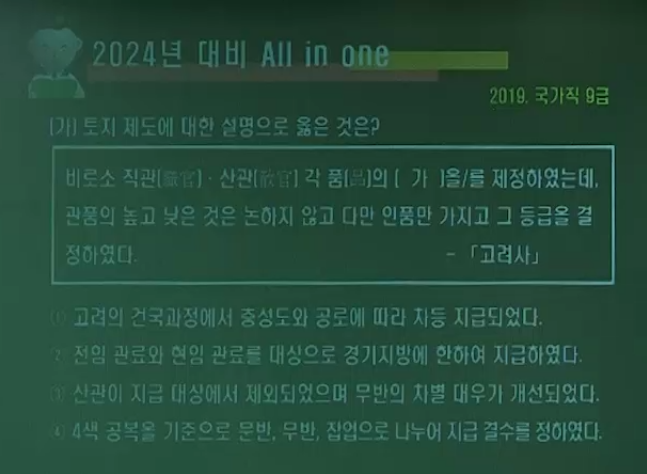 2024년 대비 All in one
2019. 국가직 9급
(가) 토지 제도에 대한 설명으로 옳은 것은?
비로소 직관(職官)·산관(散官) 각 품(品)의 ( 가 )을/를 제정하였는데,
관품의 높고 낮은 것은 논하지 않고 다만 인품만 가지고 그 등급을 결
정하였다. - 「고려사」
① 고려의 건국과정에서 충성도와 공로에 따라 차등 지급되었다.
② 전임 관료와 현임 관료를 대상으로 경기지방에 한하여 지급하였다.
③ 산관이 지급 대상에서 제외되었으며 무반의 차별 대우가 개선되었다.
④ 4색 공복을 기준으로 문반, 무반, 잡업으로 나누어 지급 결수를 정하였다.